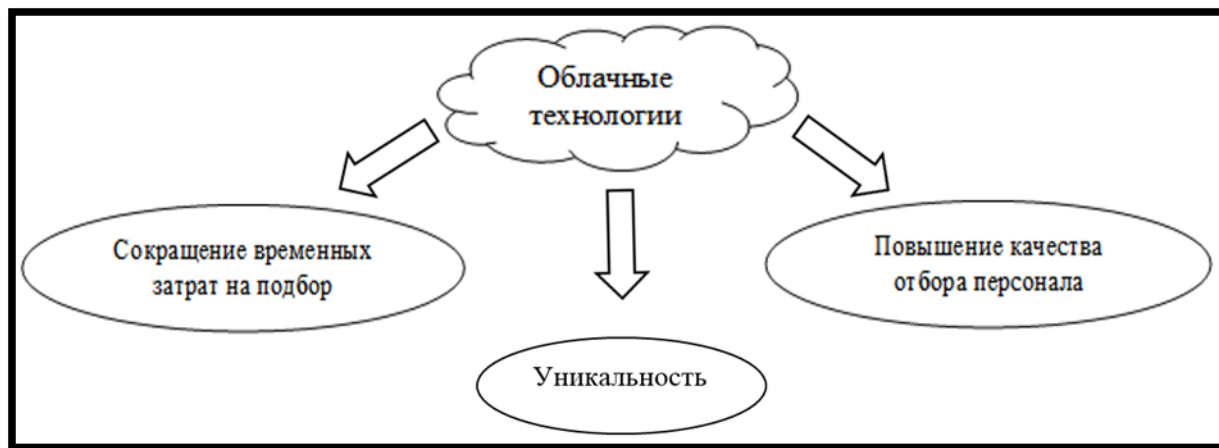 Облачные
технологии
Сокращение временных
затрат на подбор
Повышение качества
отбора персонала
Уникальность